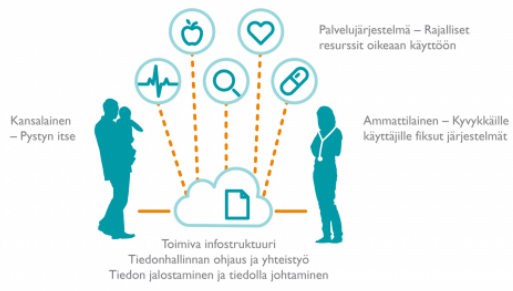 Palvelujärjestelmä – Rajalliset
resurssit oikeaan käyttöön
Kansalainen
– Pystyn itse
Ammattilainen – Kyvykkäille
käyttäjille fiksut järjestelmät
Toimiva infostruktuuri
Tiedonhallinnan ohjaus ja yhteistyö
Tiedon jalostaminen ja tiedolla johtaminen